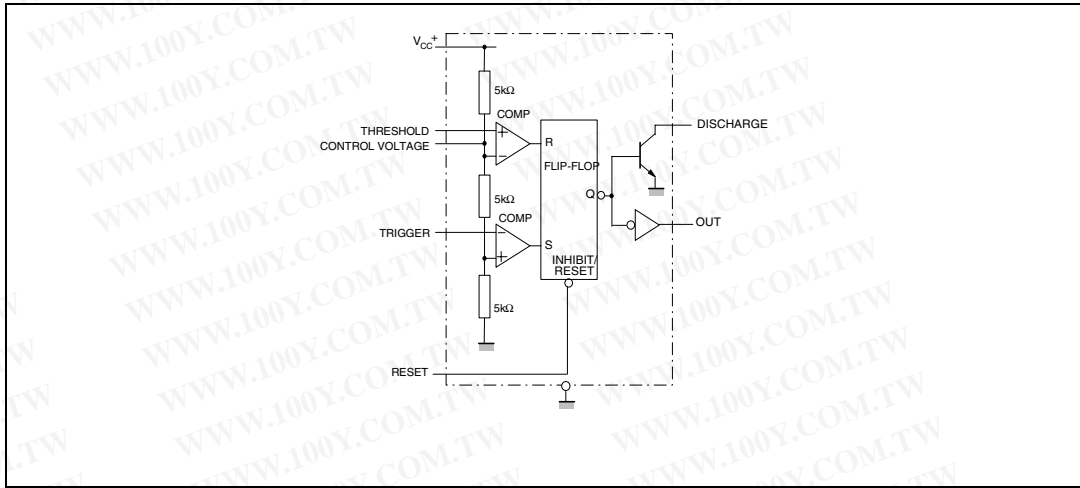 V_CC+
5kΩ
COMP
THRESHOLD
CONTROL VOLTAGE
+
−
R
FLIP-FLOP
DISCHARGE
Q
5kΩ
COMP
TRIGGER
−
+
S
OUT
INHIBIT/
RESET
5kΩ
RESET
WWW.100Y.COM.TW